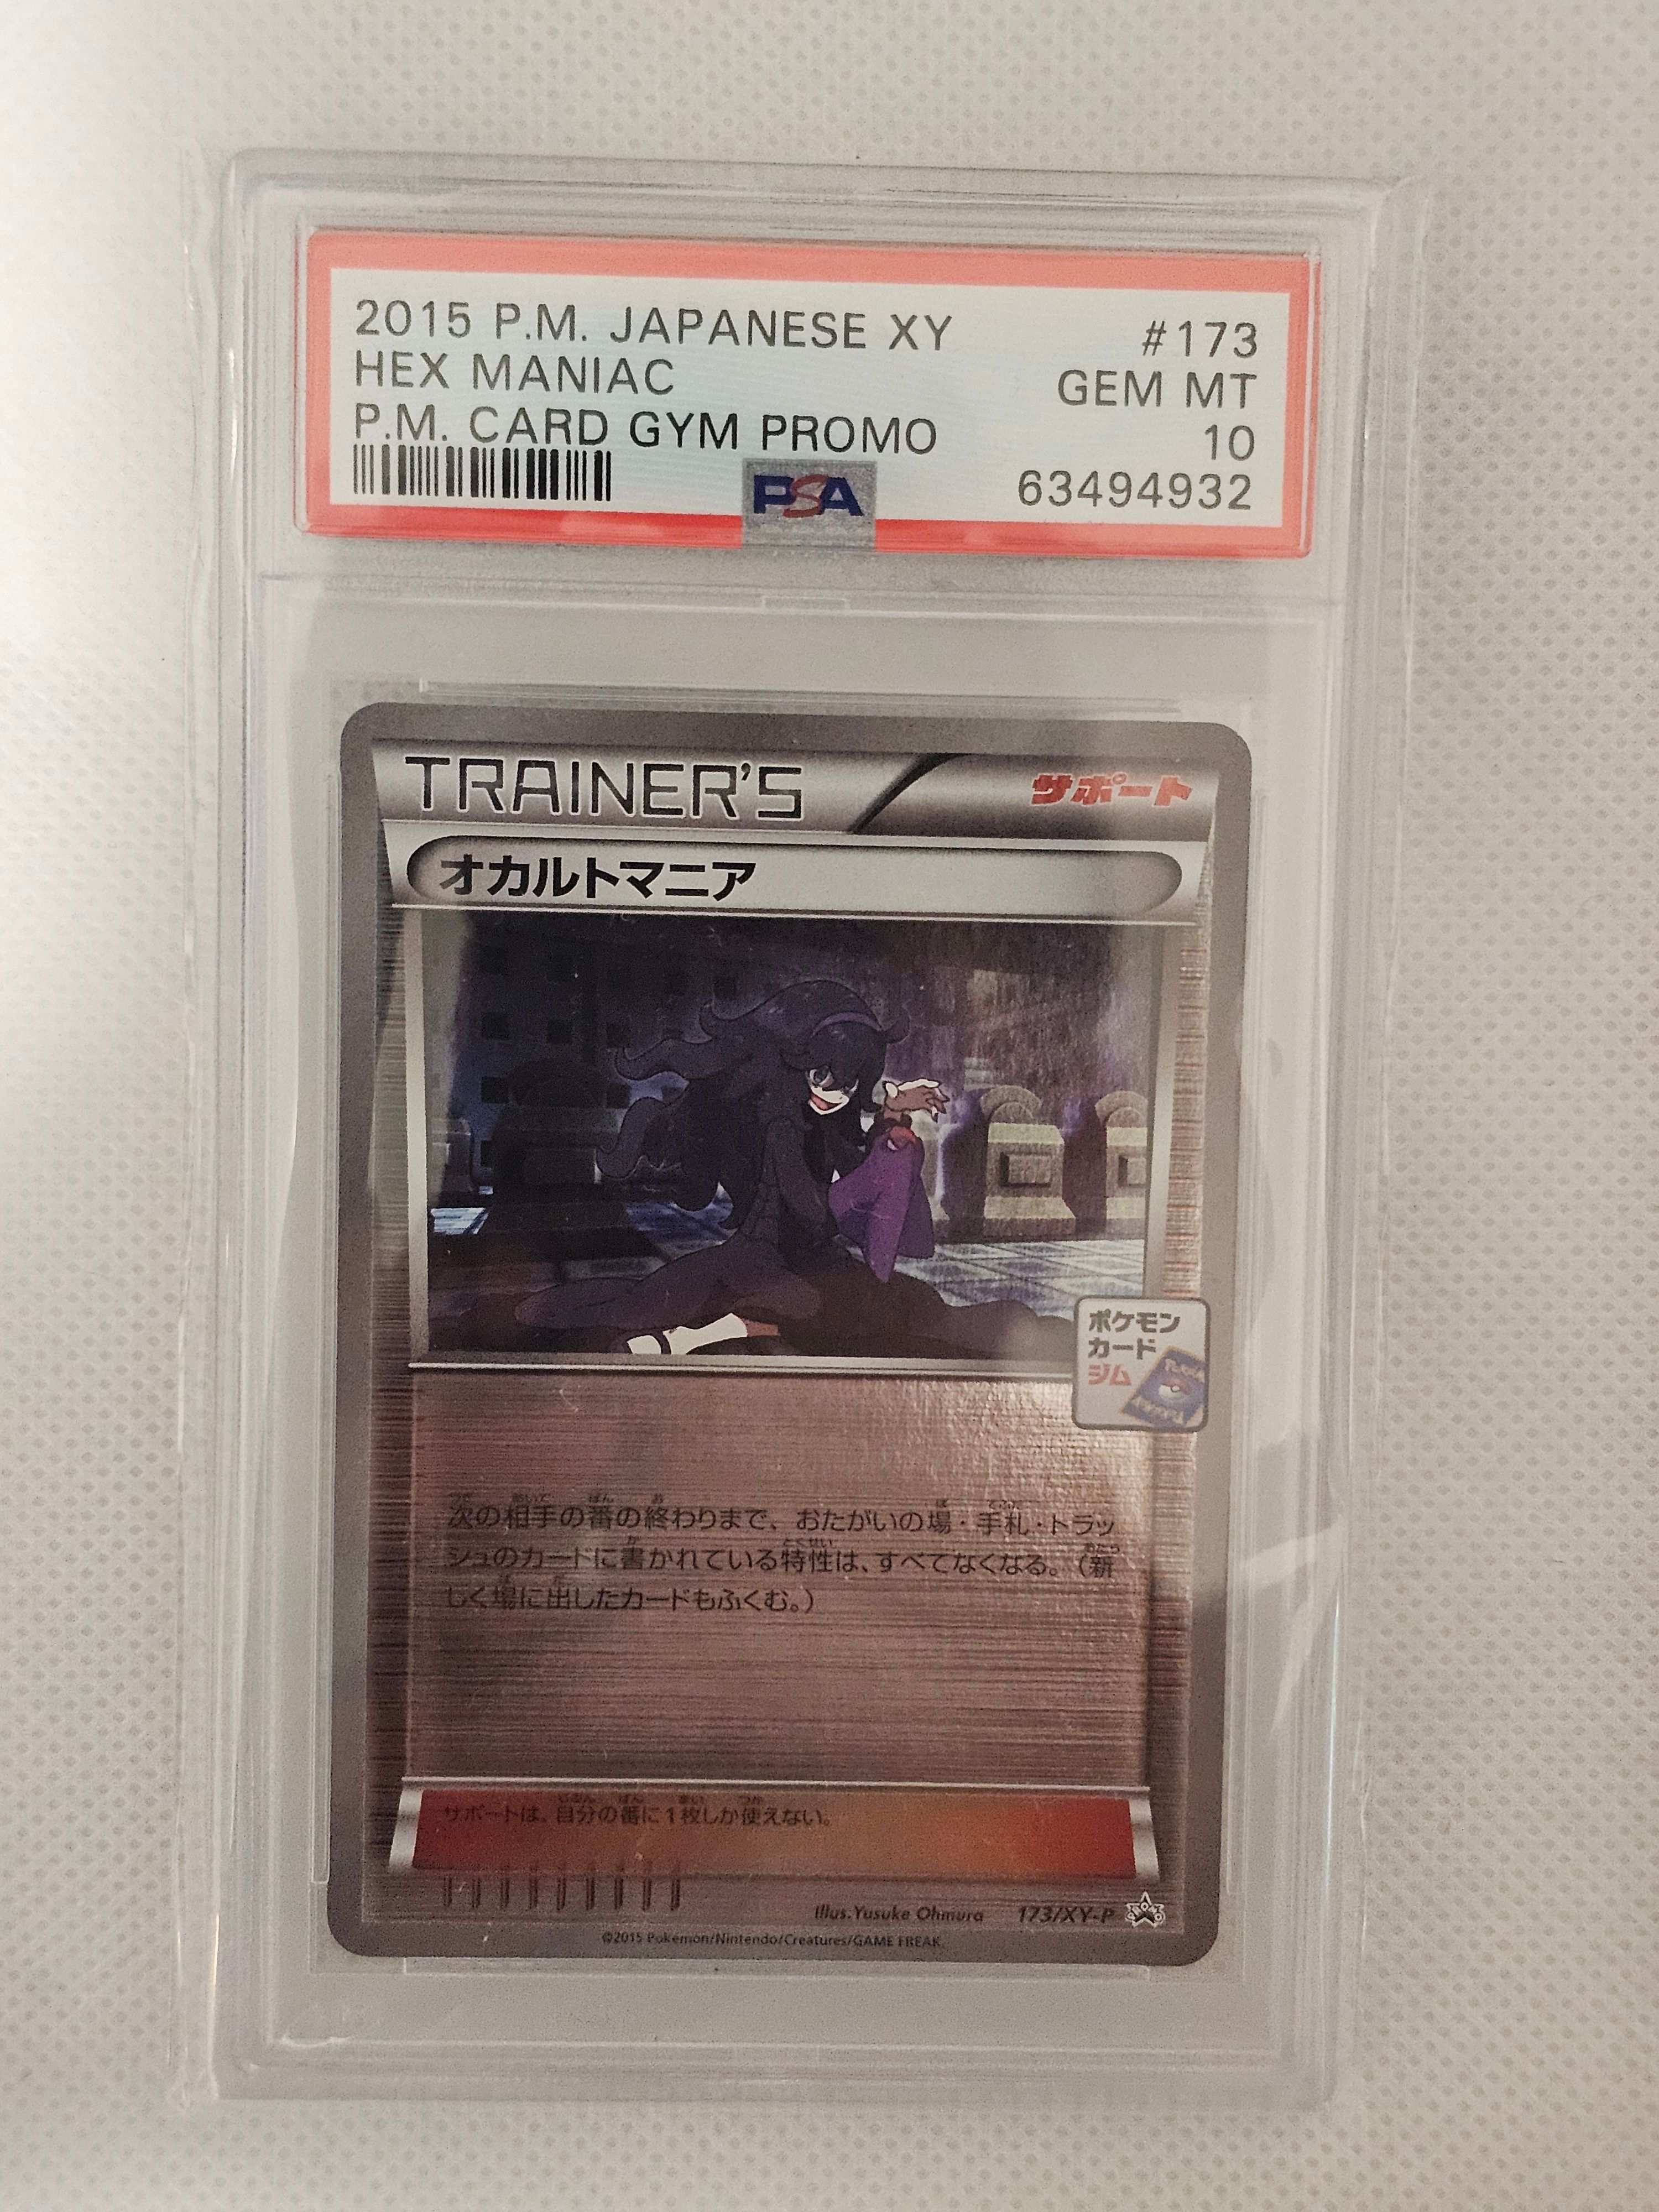 2015 P.M. JAPANESE XY #173
HEX MANIAC GEM MT
P.M. CARD GYM PROMO 10
PSA 63494932
TRAINER'S サポート
オカルトマニア
ポケモン
カード
ジム
次の相手の番の終わりまで、おたがいの場・手札・トラッ
シュのカードに書かれている特性は、すべてなくなる。（新
しく場に出したカードもふくむ。）
サポートは、自分の番に1枚しか使えない。
Illus.Yusuke Ohmura 173/XY-P
©2015 Pokémon/Nintendo/Creatures/GAME FREAK.